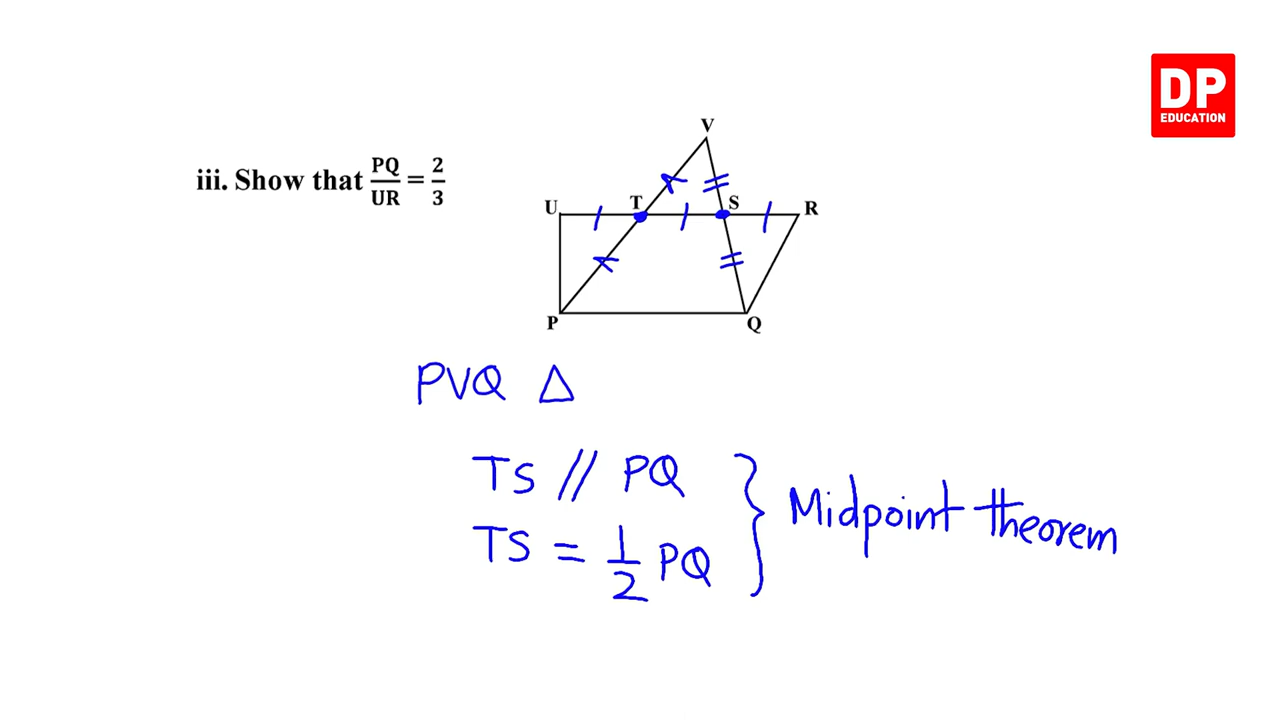 DP
EDUCATION
iii. Show that PQ/UR = 2/3
V
U T S R
P Q
PVQ Δ
TS // PQ
TS = 1/2 PQ
} Midpoint theorem